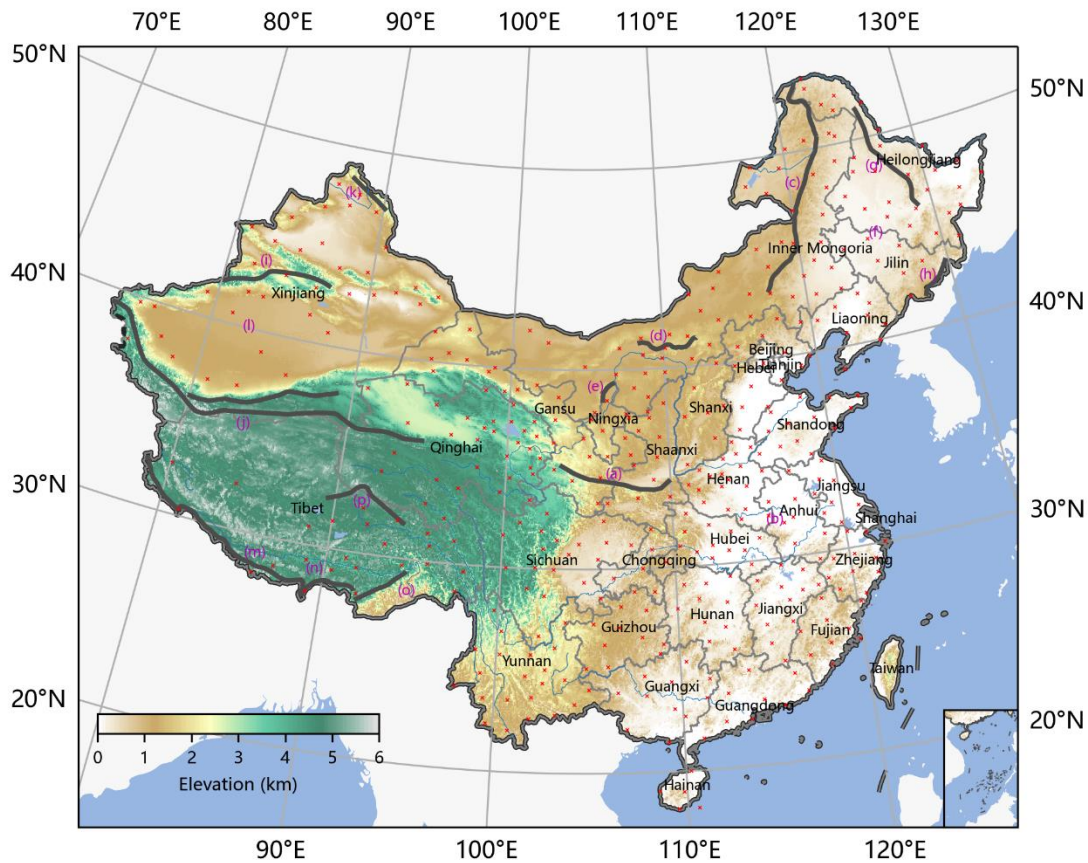 70°E 80°E 90°E 100°E 110°E 120°E 130°E
50°N
50°N
(k)
(c)
(g)
Heilongjiang
(f)
(i)
Inner Mongoria
Jilin
(h)
40°N
Xinjiang
40°N
(l)
(d)
Liaoning
Beijing
Tianjin
Hebei
(e)
Gansu
Ningxia
Shanxi
Shandong
(j)
Qinghai
Shaanxi
(a)
Henan
30°N
Jiangsu
(p)
Tibet
Anhui
(b)
Shanghai
30°N
Hubei
(m)
(n)
Sichuan
Chongqing
Zhejiang
(o)
Hunan
Jiangxi
Guizhou
Fujian
Yunnan
Taiwan
Guangxi
20°N
Guangdong
20°N
0 1 2 3 4 5 6
Elevation (km)
Hainan
90°E 100°E 110°E 120°E